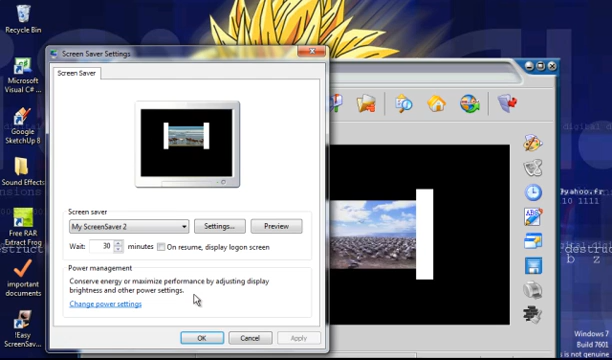 Recycle Bin
Microsoft
Visual C# ...
Google
SketchUp 8
Sound Effects
Free RAR
Extract Frog
important
documents
!Easy
ScreenSav...
Screen Saver Settings
Screen Saver
Screen saver
My ScreenSaver 2
Settings...
Preview
Wait: 30 minutes
On resume, display logon screen
Power management
Conserve energy or maximize performance by adjusting display
brightness and other power settings.
Change power settings
OK
Cancel
Apply
yahoo.fr
10 1111
b z
Windows 7
Build 7601